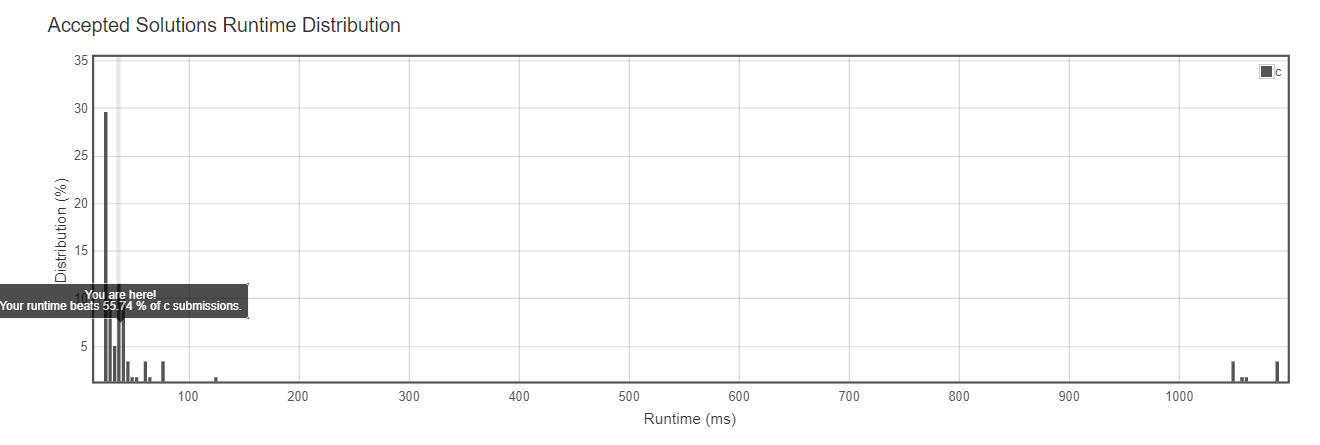 Accepted Solutions Runtime Distribution
c
35
30
25
20
15
10
5
Distribution (%)
You are here!
Your runtime beats 55.74 % of c submissions.
100 200 300 400 500 600 700 800 900 1000
Runtime (ms)